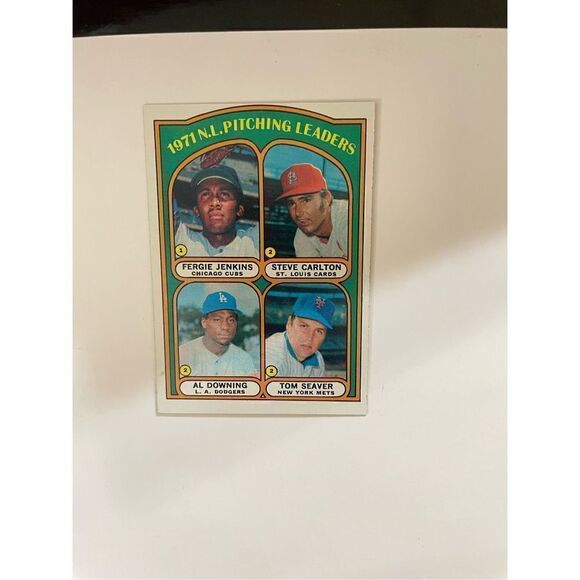 1971 N.L. PITCHING LEADERS
1
2
FERGIE JENKINS
CHICAGO CUBS
STEVE CARLTON
ST. LOUIS CARDS
2
2
AL DOWNING
L. A. DODGERS
TOM SEAVER
NEW YORK METS